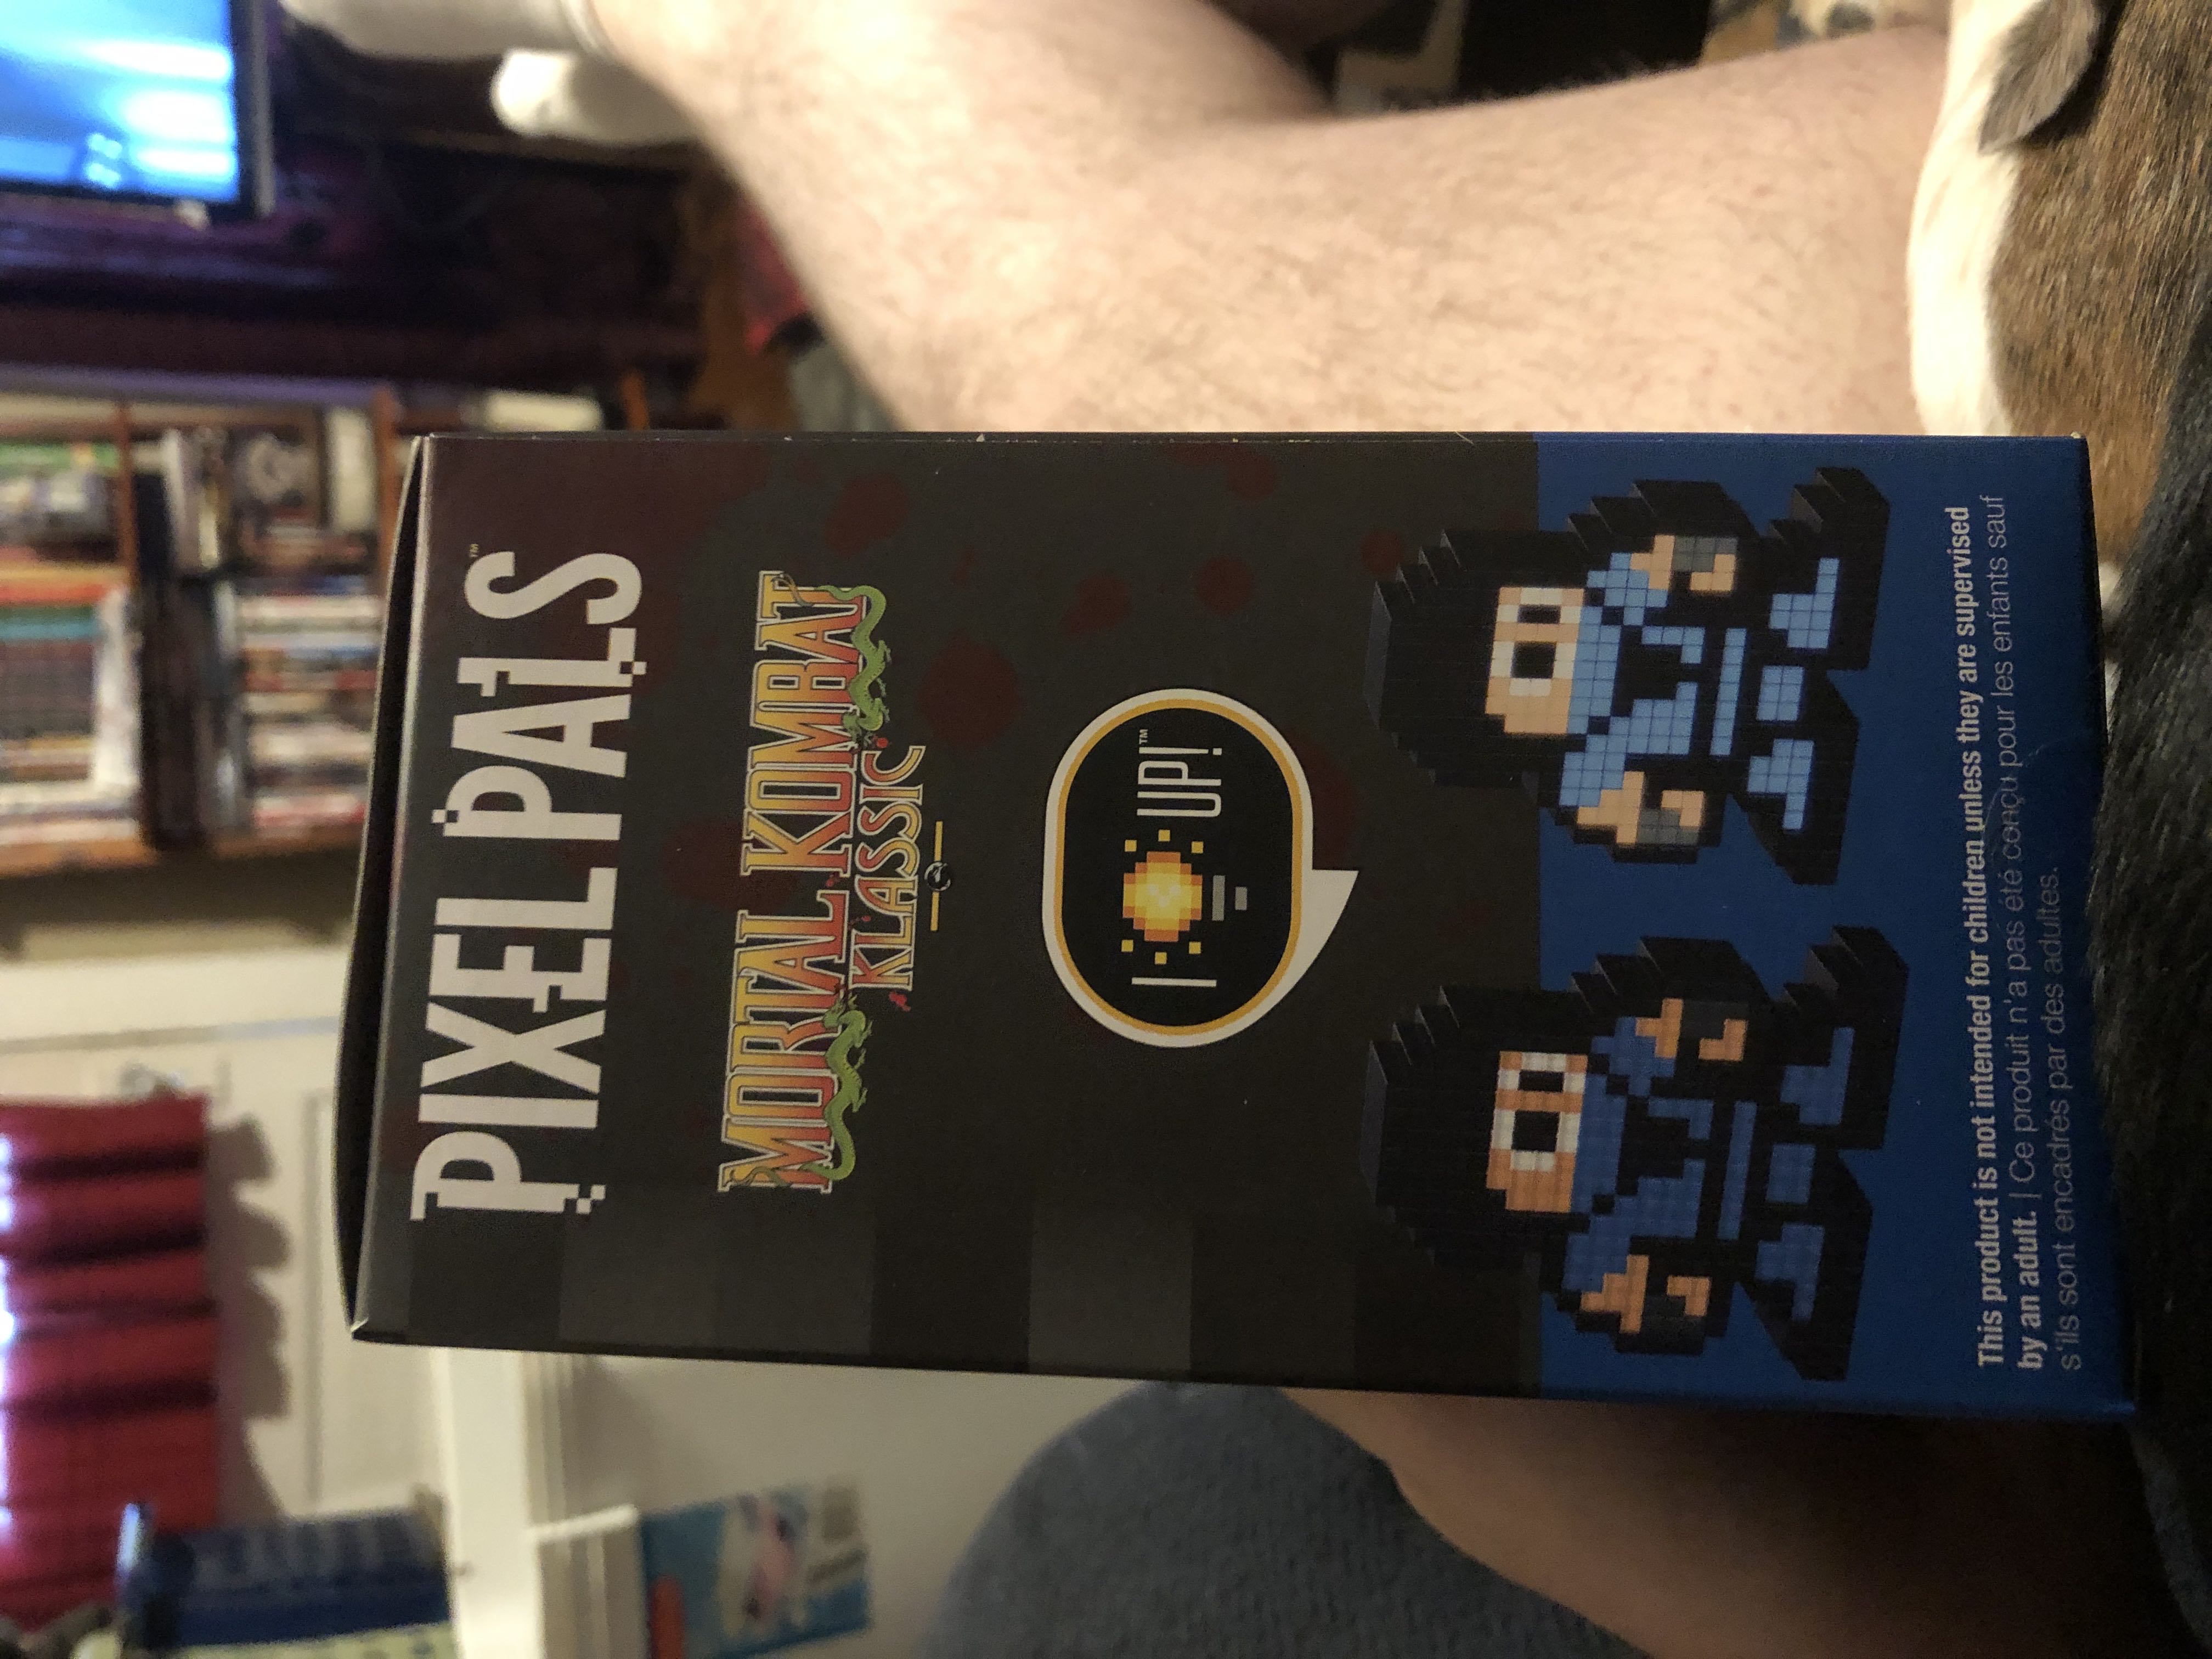 PIXEL PALS™
MORTAL KOMBAT
KLASSIC
UP!™
This product is not intended for children unless they are supervised
by an adult. | Ce produit n'a pas été conçu pour les enfants sauf
s'ils sont encadrés par des adultes.